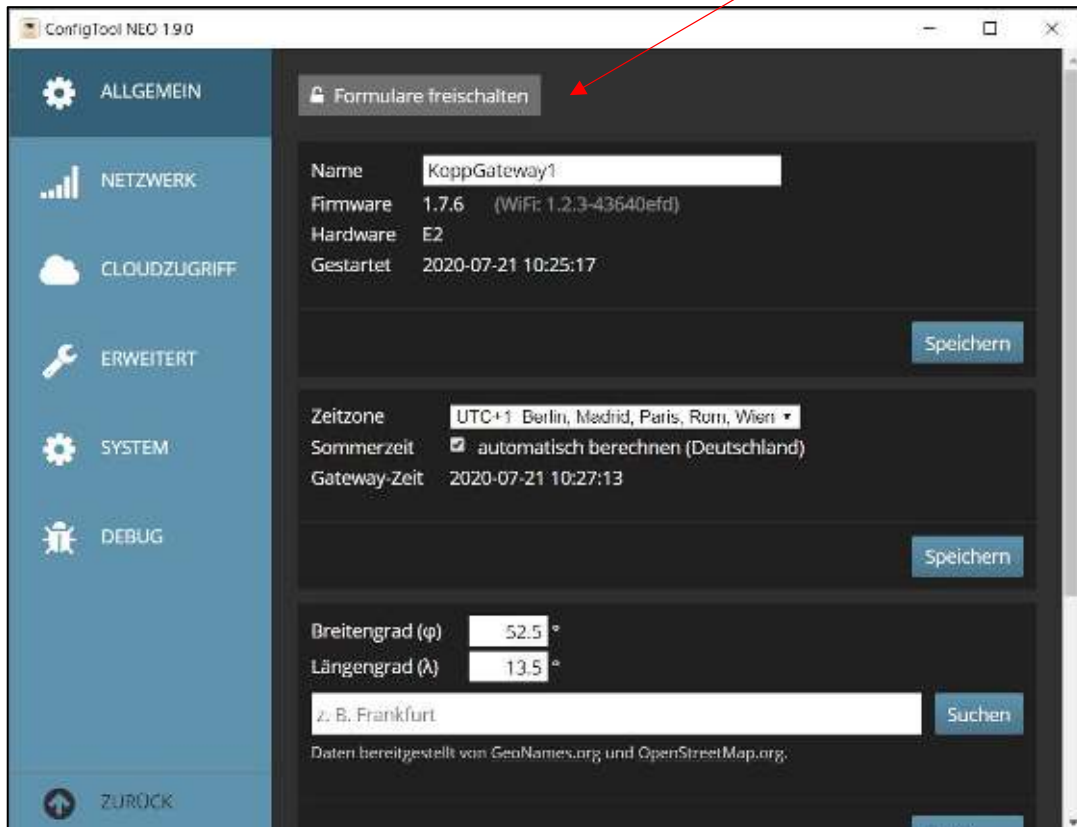 ConfigTool NEO 1.9.0
ALLGEMEIN
NETZWERK
CLOUDZUGRIFF
ERWEITERT
SYSTEM
DEBUG
ZURÜCK
Formulare freischalten
Name KoppGateway1
Firmware 1.7.6 (WiFi: 1.2.3-43640efd)
Hardware E2
Gestartet 2020-07-21 10:25:17
Speichern
Zeitzone UTC+1 Berlin, Madrid, Paris, Rom, Wien
Sommerzeit automatisch berechnen (Deutschland)
Gateway-Zeit 2020-07-21 10:27:13
Speichern
Breitengrad (φ) 52.5 °
Längengrad (λ) 13.5 °
z. B. Frankfurt Suchen
Daten bereitgestellt von GeoNames.org und OpenStreetMap.org.